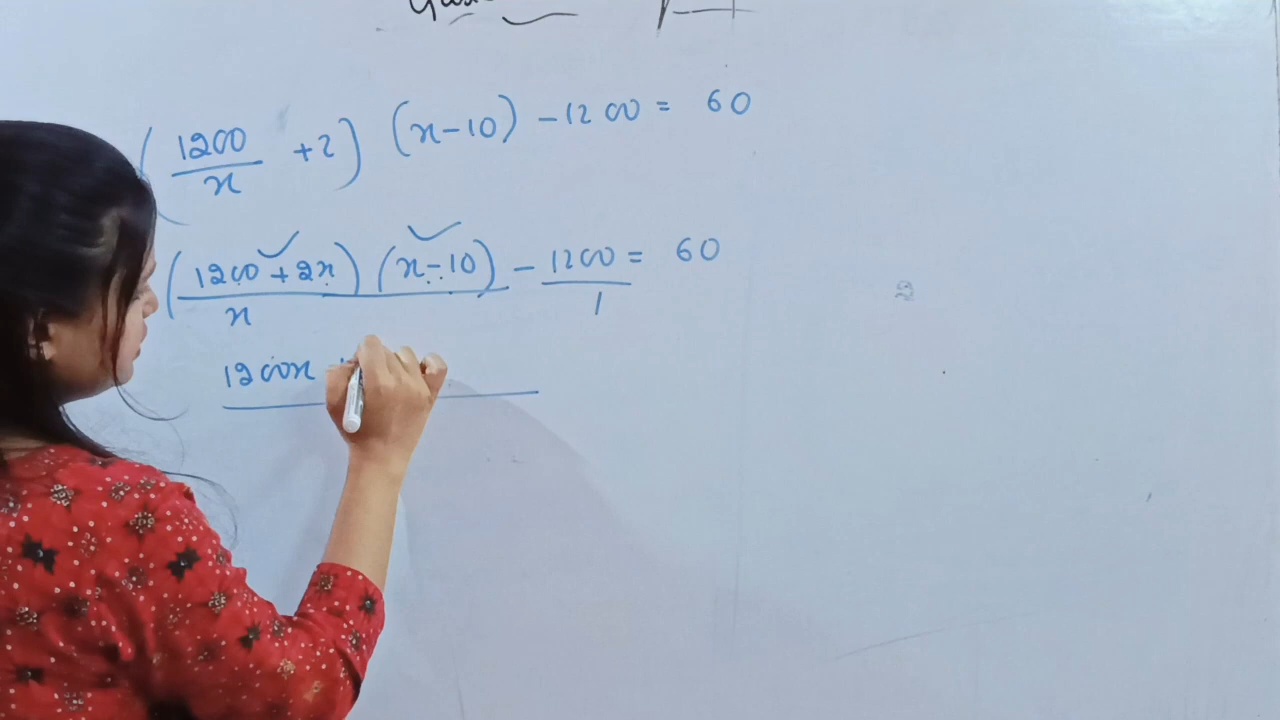 (1200/x + 2) (x-10) - 1200 = 60
(1200 + 2x) (x-10)/x - 1200/1 = 60
1200x